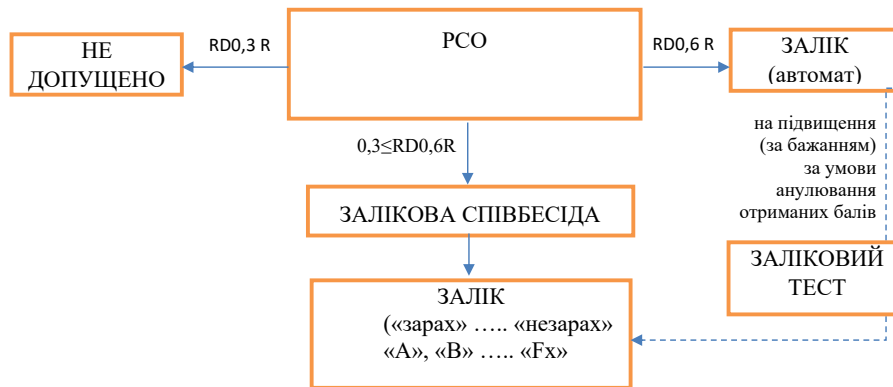 НЕ
ДОПУЩЕНО
RD0,3 R
РСО
RD0,6 R
ЗАЛІК
(автомат)
на підвищення
(за бажанням)
за умови
анулювання
отриманих балів
0,3≤RD0,6R
ЗАЛІКОВА СПІВБЕСІДА
ЗАЛІКОВИЙ
ТЕСТ
ЗАЛІК
(«зарах» ….. «незарах»
«A», «B» ….. «Fx»